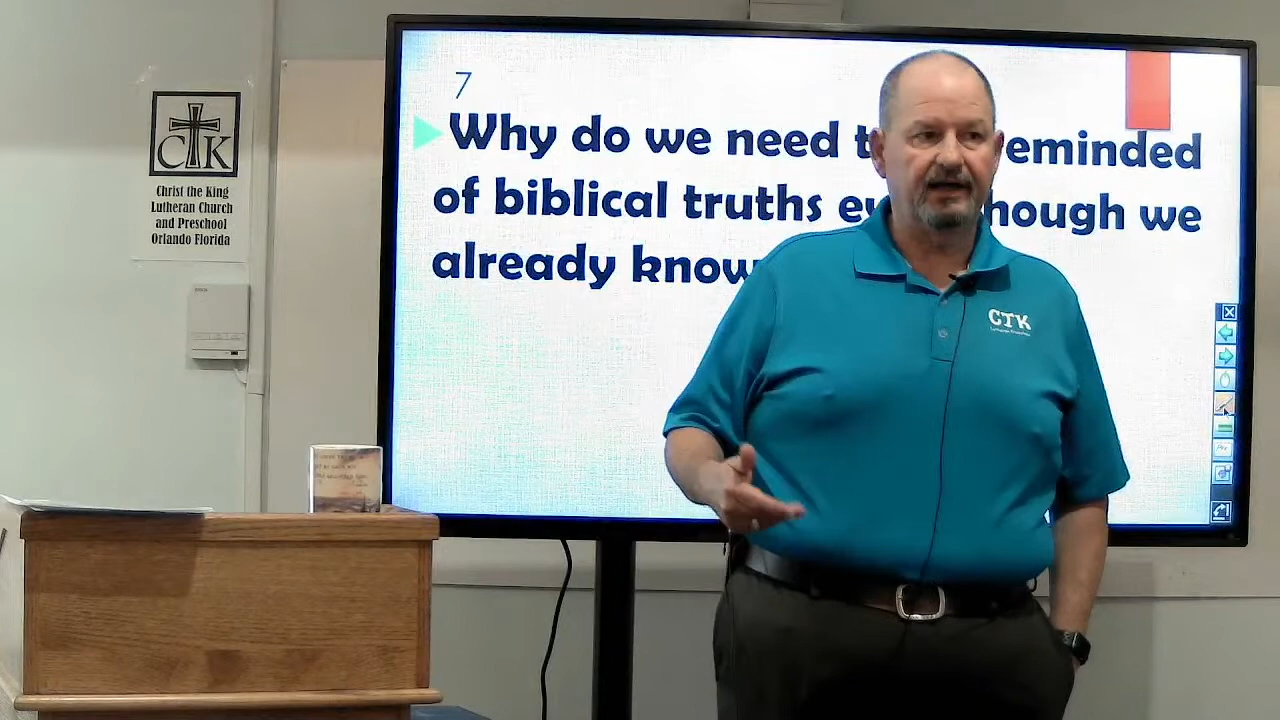 7
Why do we need t eminded
of biblical truths ev hough we
already know
CTK
Christ the King
Lutheran Church
and Preschool
Orlando Florida
CTK